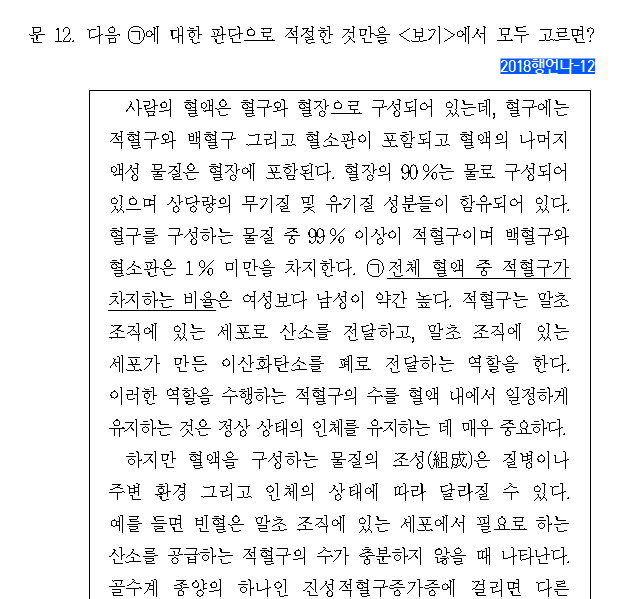 문 12. 다음 ㉠에 대한 판단으로 적절한 것만을 <보기>에서 모두 고르면?
2018행언나-12
사람의 혈액은 혈구와 혈장으로 구성되어 있는데, 혈구에는
적혈구와 백혈구 그리고 혈소판이 포함되고 혈액의 나머지
액성 물질은 혈장에 포함된다. 혈장의 90 %는 물로 구성되어
있으며 상당량의 무기질 및 유기질 성분들이 함유되어 있다.
혈구를 구성하는 물질 중 99 % 이상이 적혈구이며 백혈구와
혈소판은 1 % 미만을 차지한다. ㉠전체 혈액 중 적혈구가
차지하는 비율은 여성보다 남성이 약간 높다. 적혈구는 말초
조직에 있는 세포로 산소를 전달하고, 말초 조직에 있는
세포가 만든 이산화탄소를 폐로 전달하는 역할을 한다.
이러한 역할을 수행하는 적혈구의 수를 혈액 내에서 일정하게
유지하는 것은 정상 상태의 인체를 유지하는 데 매우 중요하다.
하지만 혈액을 구성하는 물질의 조성(組成)은 질병이나
주변 환경 그리고 인체의 상태에 따라 달라질 수 있다.
예를 들면 빈혈은 말초 조직에 있는 세포에서 필요로 하는
산소를 공급하는 적혈구의 수가 충분하지 않을 때 나타난다.
골수계 종양의 하나인 진성적혈구증가증에 걸리면 다른